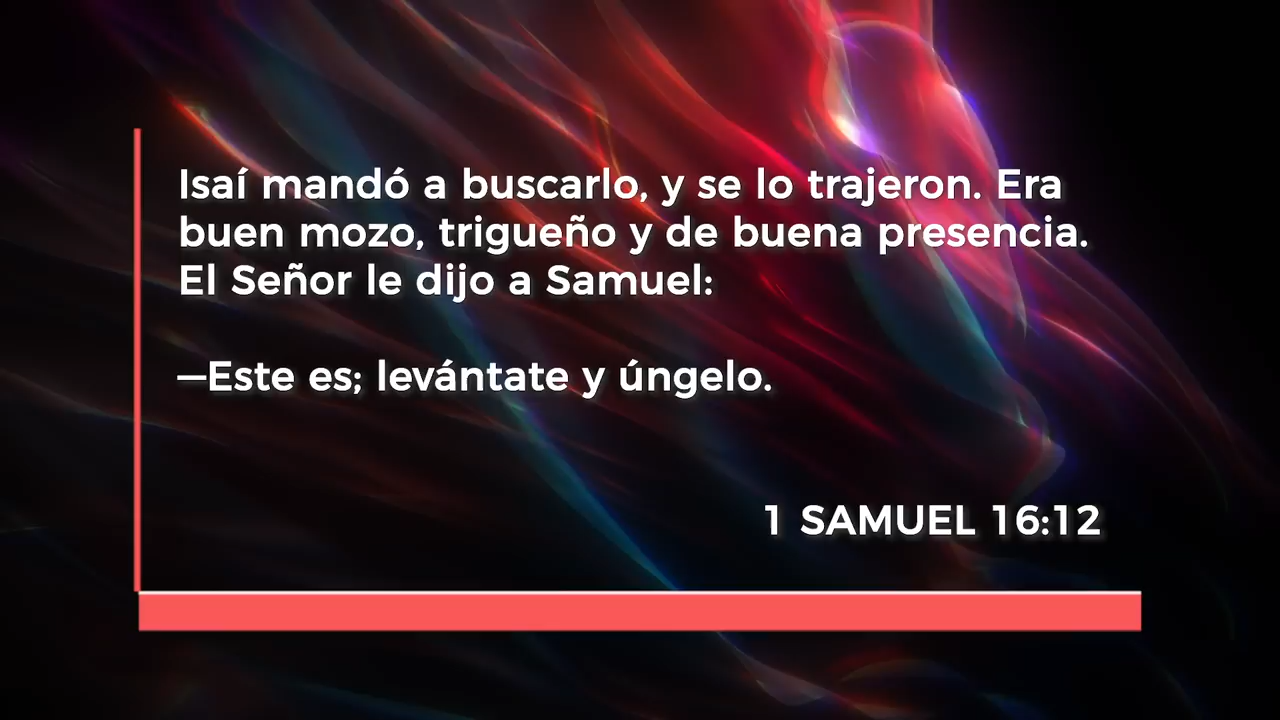 Isaí mandó a buscarlo, y se lo trajeron. Era
buen mozo, trigueño y de buena presencia.
El Señor le dijo a Samuel:
—Este es; levántate y úngelo.
1 SAMUEL 16:12